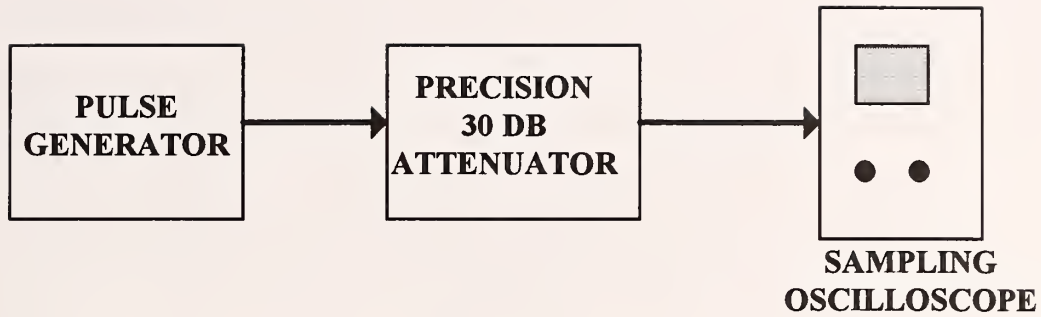 PULSE
GENERATOR
PRECISION
30 DB
ATTENUATOR
SAMPLING
OSCILLOSCOPE